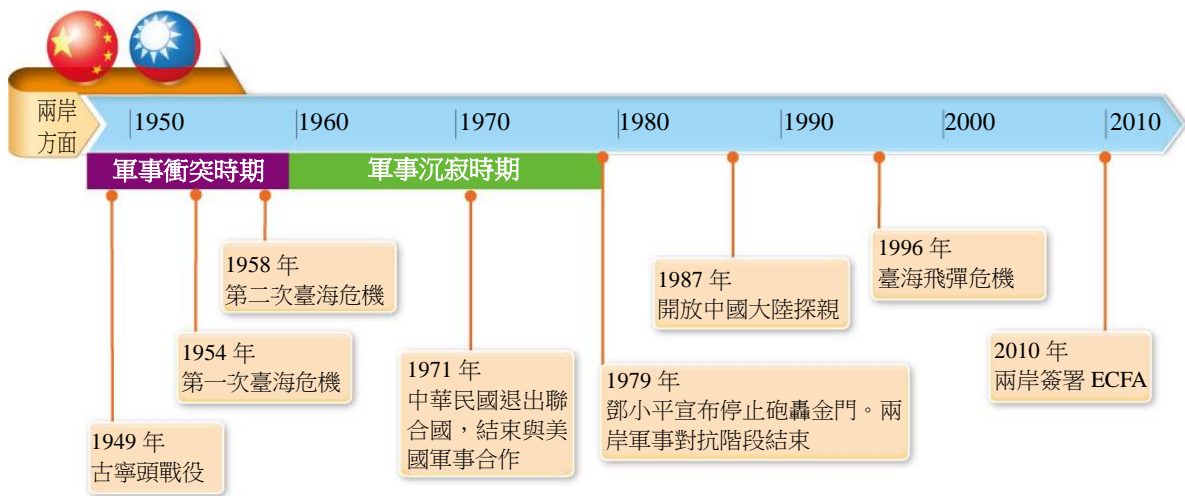 兩岸
方面
1950
1960
1970
1980
1990
2000
2010
軍事衝突時期
軍事沉寂時期
1958 年
第二次臺海危機
1954 年
第一次臺海危機
1949 年
古寧頭戰役
1971 年
中華民國退出聯
合國，結束與美
國軍事合作
1987 年
開放中國大陸探親
1979 年
鄧小平宣布停止砲轟金門。兩
岸軍事對抗階段結束
1996 年
臺海飛彈危機
2010 年
兩岸簽署 ECFA